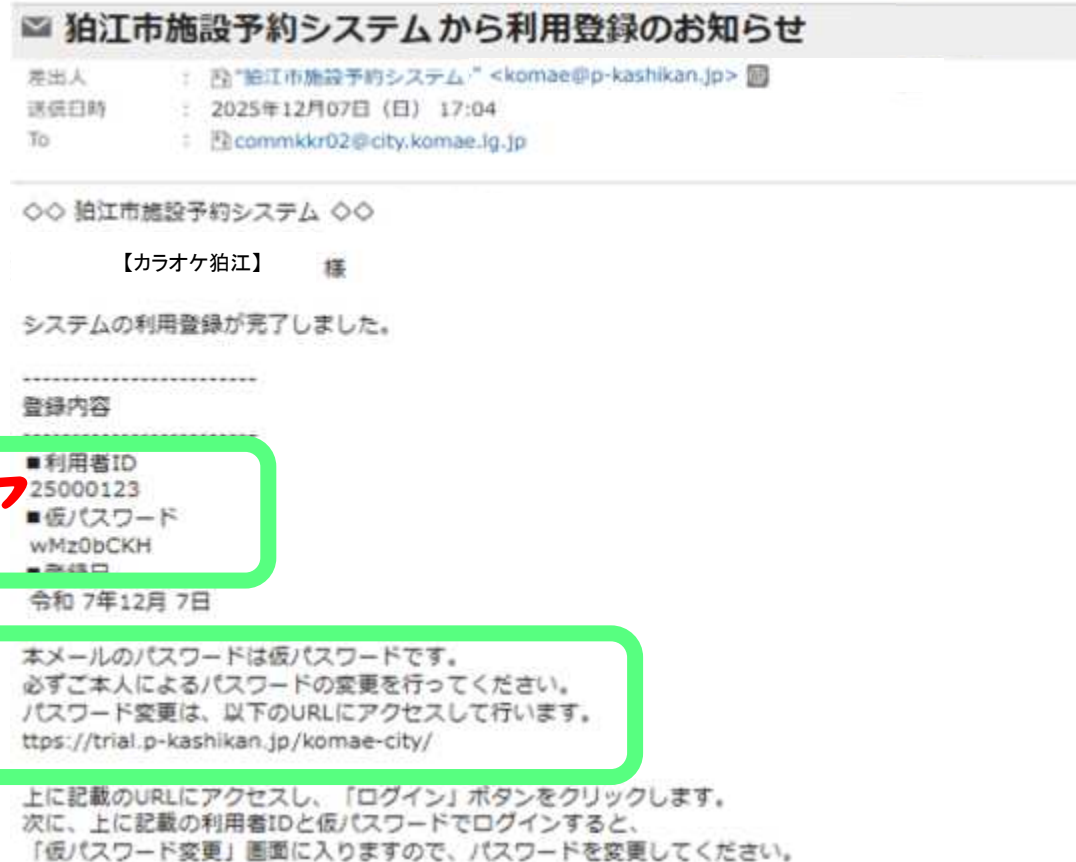 狛江市施設予約システム から利用登録のお知らせ
差出人 : "狛江市施設予約システム " <komae@p-kashikan.jp>
送信日時 : 2025年12月07日（日） 17:04
To : commkkr02@city.komae.lg.jp
◇◇ 狛江市施設予約システム ◇◇
【カラオケ狛江】 様
システムの利用登録が完了しました。
------------------------
登録内容
------------------------
■利用者ID
25000123
■仮パスワード
wMz0bCKH
■登録日
令和 7年12月 7日
本メールのパスワードは仮パスワードです。
必ずご本人によるパスワードの変更を行ってください。
パスワード変更は、以下のURLにアクセスして行います。
ttps://trial.p-kashikan.jp/komae-city/
上に記載のURLにアクセスし、「ログイン」ボタンをクリックします。
次に、上に記載の利用者IDと仮パスワードでログインすると、
「仮パスワード変更」画面に入りますので、パスワードを変更してください。